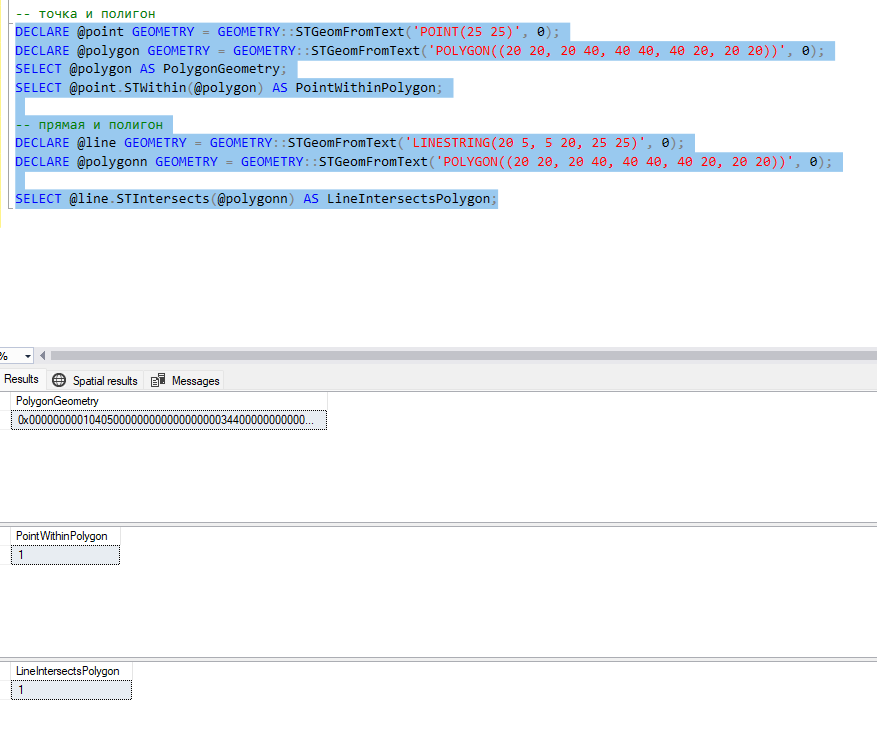 -- точка и полигон
DECLARE @point GEOMETRY = GEOMETRY::STGeomFromText('POINT(25 25)', 0);
DECLARE @polygon GEOMETRY = GEOMETRY::STGeomFromText('POLYGON((20 20, 20 40, 40 40, 40 20, 20 20))', 0);
SELECT @polygon AS PolygonGeometry;
SELECT @point.STWithin(@polygon) AS PointWithinPolygon;
-- прямая и полигон
DECLARE @line GEOMETRY = GEOMETRY::STGeomFromText('LINESTRING(20 5, 5 20, 25 25)', 0);
DECLARE @polygonn GEOMETRY = GEOMETRY::STGeomFromText('POLYGON((20 20, 20 40, 40 40, 40 20, 20 20))', 0);
SELECT @line.STIntersects(@polygonn) AS LineIntersectsPolygon;
%
Results Spatial results Messages
PolygonGeometry
PointWithinPolygon
1
LineIntersectsPolygon
1